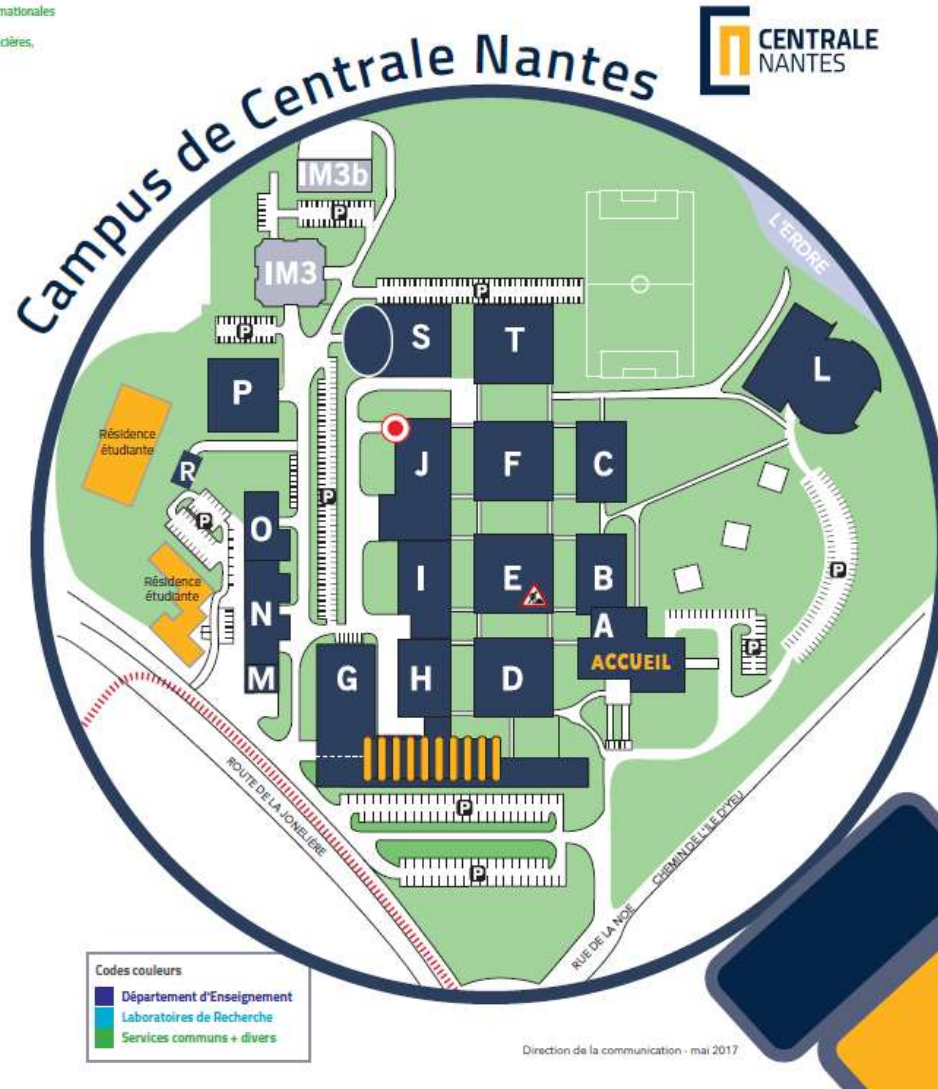 nationales
cières,
CENTRALE
NANTES
Campus de Centrale Nantes
IM3b
P
L'ERDRE
IM3
P
P
S
T
L
P
Résidence
étudiante
J
F
C
R
P
P
O
I
E
B
P
Résidence
étudiante
N
A
ACCUEIL
P
M
G
H
D
ROUTE DE LA JONELIÈRE
P
P
CHEMIN DE L'ILE D'YEU
RUE DE LA NOE
Codes couleurs
Département d'Enseignement
Laboratoires de Recherche
Services communs + divers
Direction de la communication - mai 2017